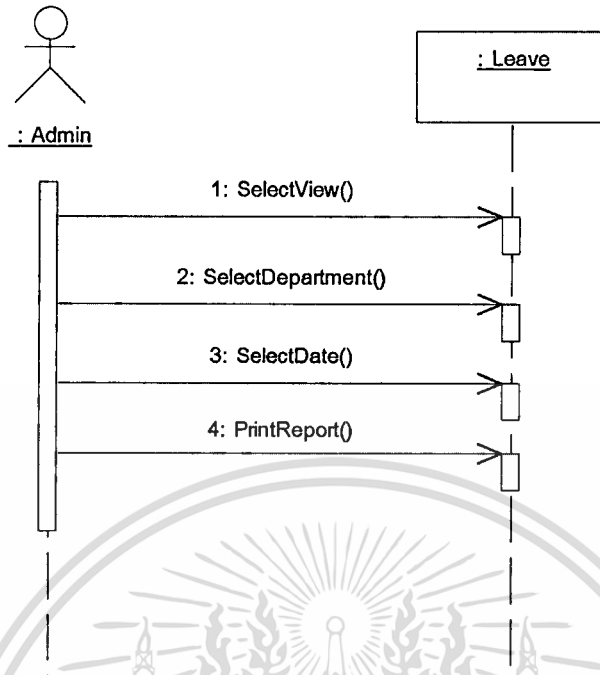 : Leave
: Admin
1: SelectView()
2: SelectDepartment()
3: SelectDate()
4: PrintReport()